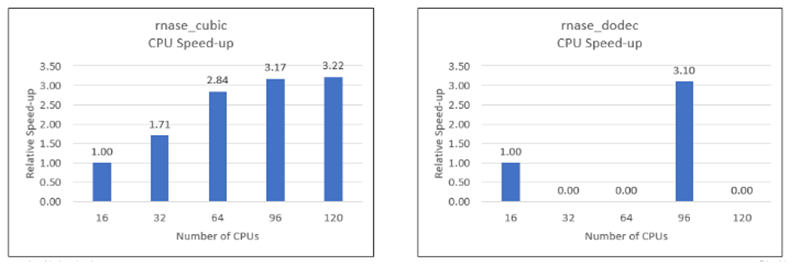 rnase_cubic
CPU Speed-up
3.50
3.00
2.50
2.00
1.50
1.00
0.50
0.00
Relative Speed-up
1.00
1.71
2.84
3.17
3.22
16 32 64 96 120
Number of CPUs
rnase_dodec
CPU Speed-up
3.50
3.00
2.50
2.00
1.50
1.00
0.50
0.00
Relative Speed-up
1.00
0.00
0.00
3.10
0.00
16 32 64 96 120
Number of CPUs